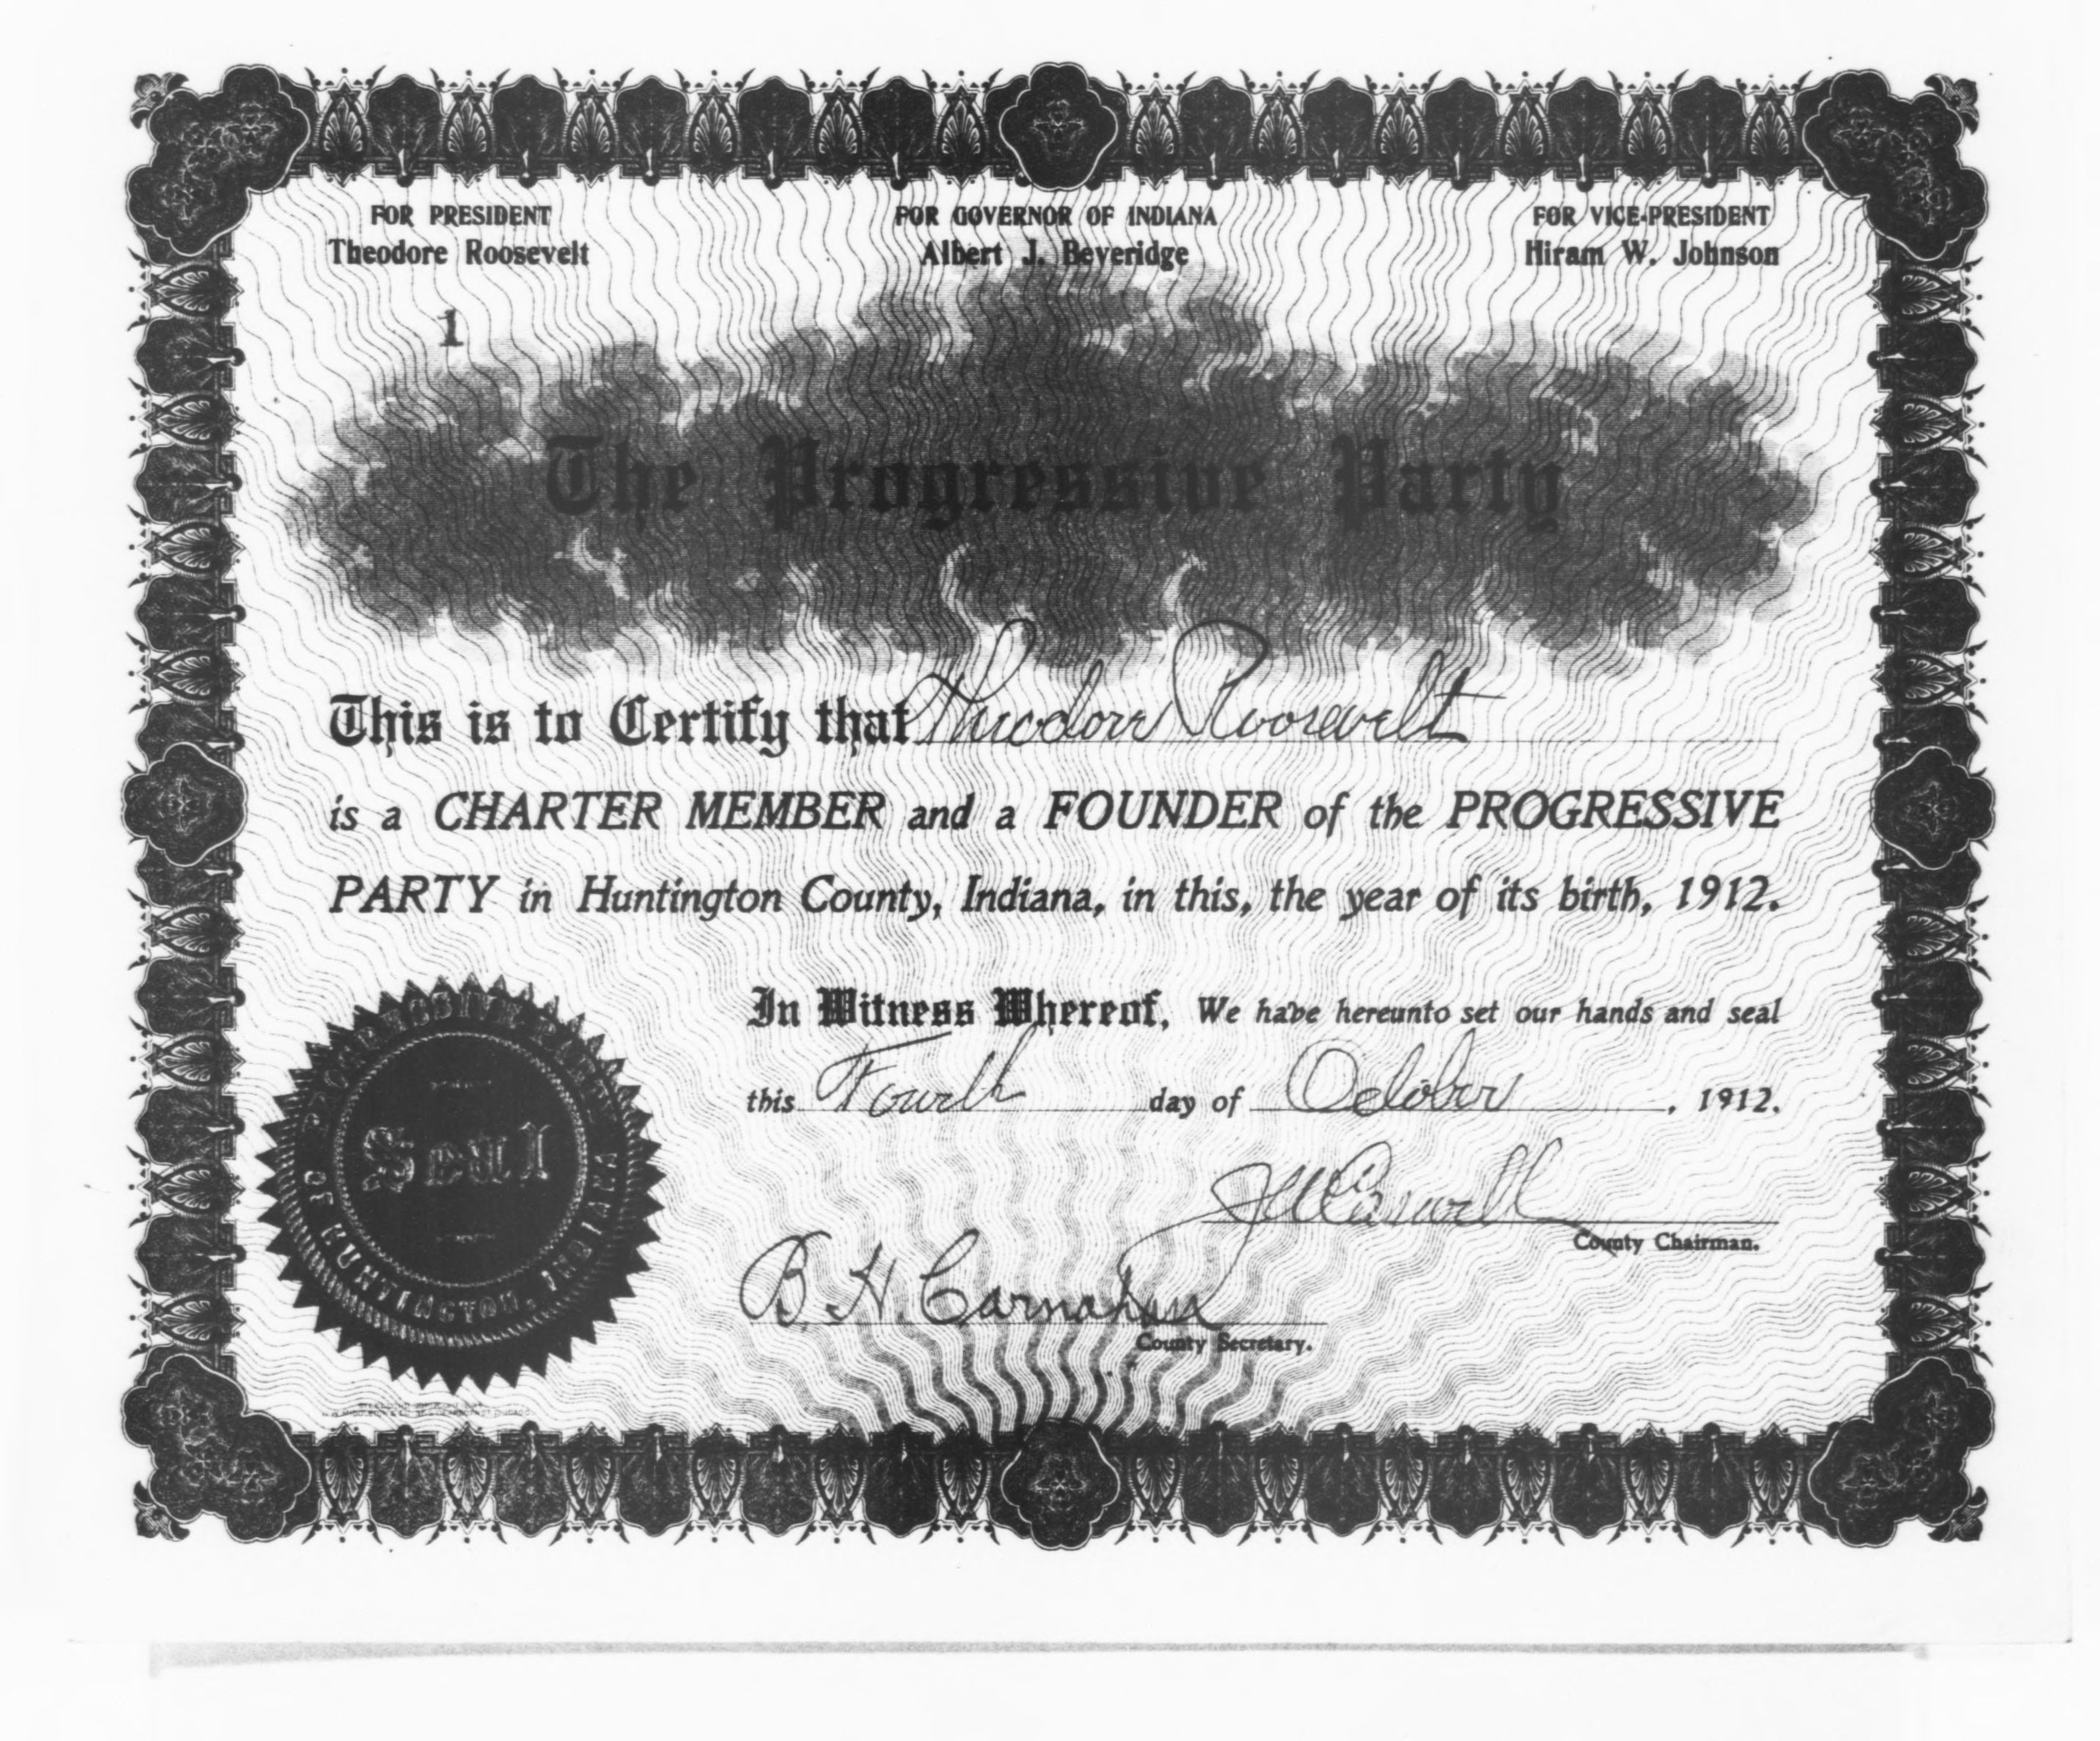 FOR PRESIDENT
Theodore Roosevelt
FOR GOVERNOR OF INDIANA
Albert J. Beveridge
FOR VICE-PRESIDENT
Hiram W. Johnson
1
The Progressive Party
This is to Certify that Theodore Roosevelt
is a CHARTER MEMBER and a FOUNDER of the PROGRESSIVE
PARTY in Huntington County, Indiana, in this, the year of its birth, 1912.
In Witness Whereof, We have hereunto set our hands and seal
this Fourth day of October, 1912.
County Chairman.
B. H. Carnahan
County Secretary.
PROGRESSIVE PARTY
Seal
OF HUNTINGTON, INDIANA